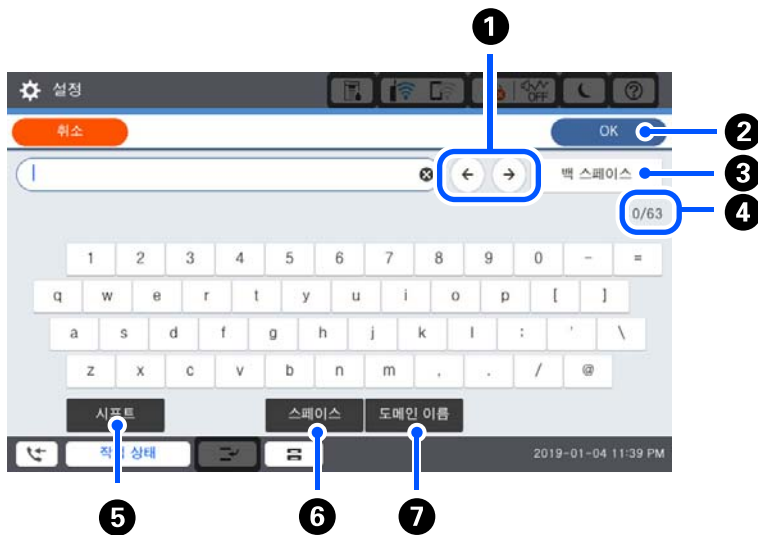 1
설정
OFF
취소
OK
2
백 스페이스
3
0/63
4
1 2 3 4 5 6 7 8 9 0 - =
q w e r t y u i o p [ ]
a s d f g h j k l : ' \
z x c v b n m , . / @
시프트
스페이스
도메인 이름
상태
2019-01-04 11:39 PM
5
6
7